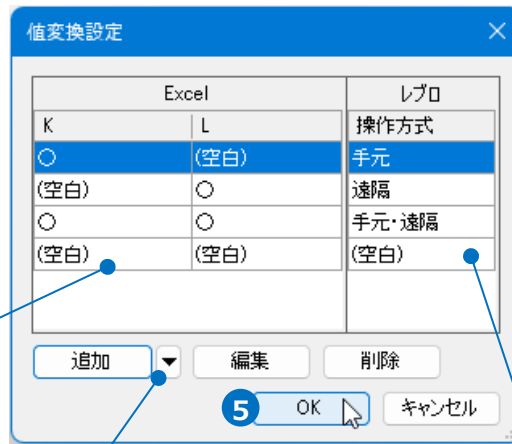 値変換設定
Excel レブロ
K L 操作方式
○ (空白) 手元
(空白) ○ 遠隔
○ ○ 手元・遠隔
(空白) (空白) (空白)
追加 編集 削除
5 OK キャンセル